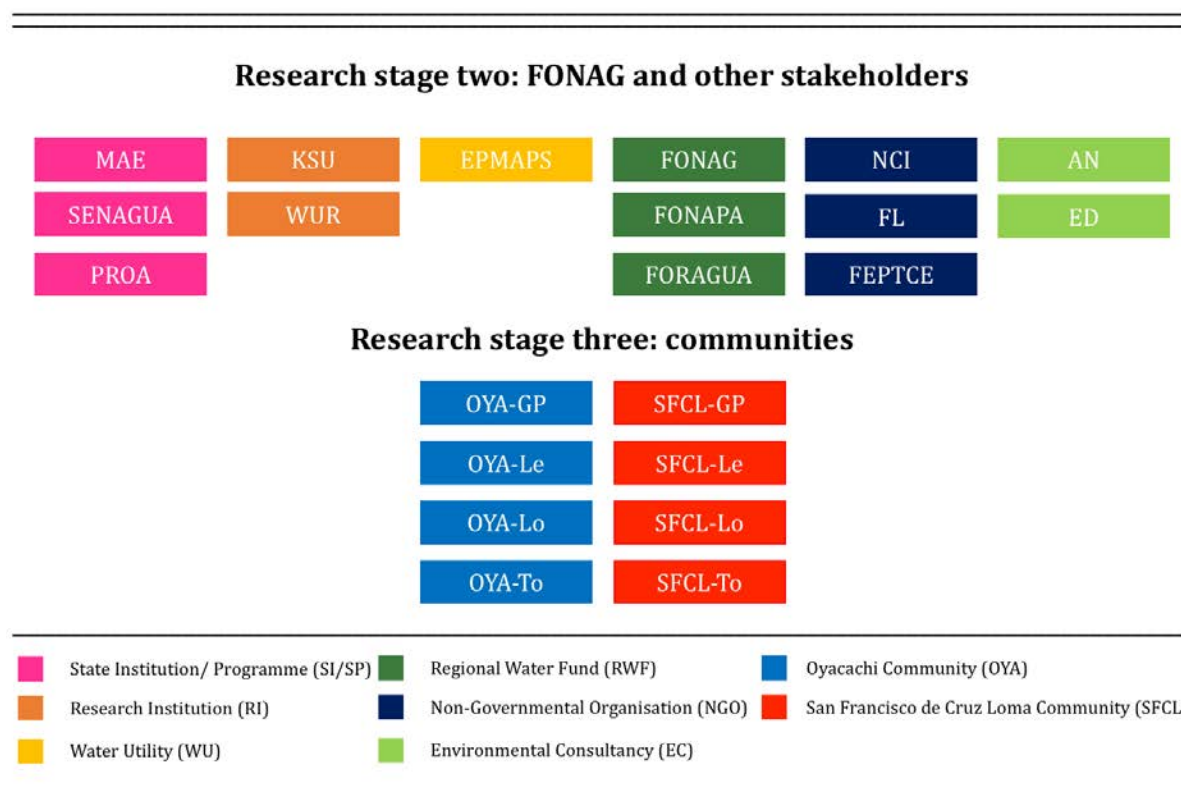 Research stage two: FONAG and other stakeholders
MAE KSU EPMAPS FONAG NCI AN
SENAGUA WUR FONAPA FL ED
PROA FORAGUA FEPTCE
Research stage three: communities
OYA-GP SFCL-GP
OYA-Le SFCL-Le
OYA-Lo SFCL-Lo
OYA-To SFCL-To
State Institution/ Programme (SI/SP) Regional Water Fund (RWF) Oyacachi Community (OYA)
Research Institution (RI) Non-Governmental Organisation (NGO) San Francisco de Cruz Loma Community (SFCL
Water Utility (WU) Environmental Consultancy (EC)